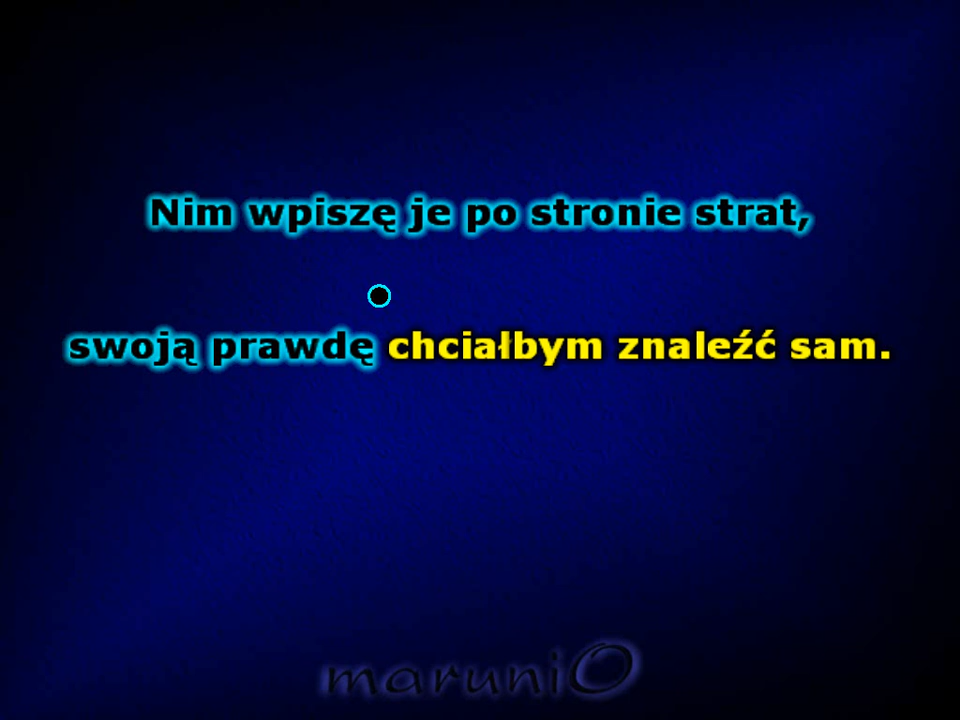 Nim wpiszę je po stronie strat,
swoją prawdę chciałbym znaleźć sam.
maruniO